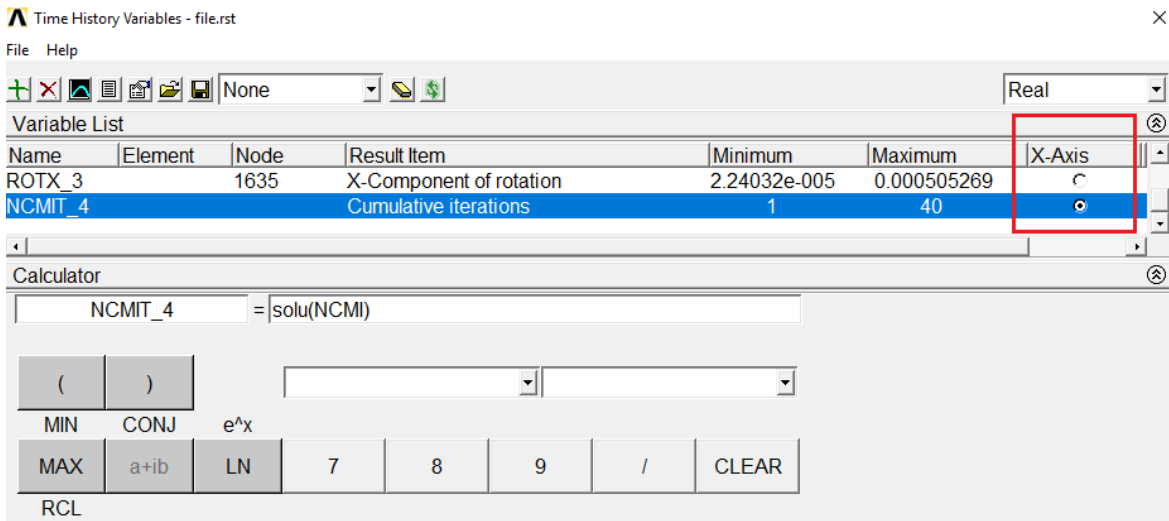 Time History Variables - file.rst
File Help
None Real
Variable List
Name Element Node Result Item Minimum Maximum X-Axis
ROTX_3 1635 X-Component of rotation 2.24032e-005 0.000505269
NCMIT_4 Cumulative iterations 1 40
Calculator
NCMIT_4 = solu(NCMI)
( )
MIN CONJ e^x
MAX a+ib LN 7 8 9 / CLEAR
RCL